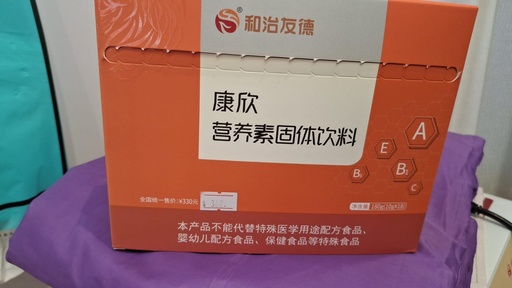 和治友德
康欣
营养素固体饮料
A
E
B₁
C
全国统一售价:¥330元
本产品不能代替特殊医学用途配方食品、
婴幼儿配方食品、保健食品等特殊食品